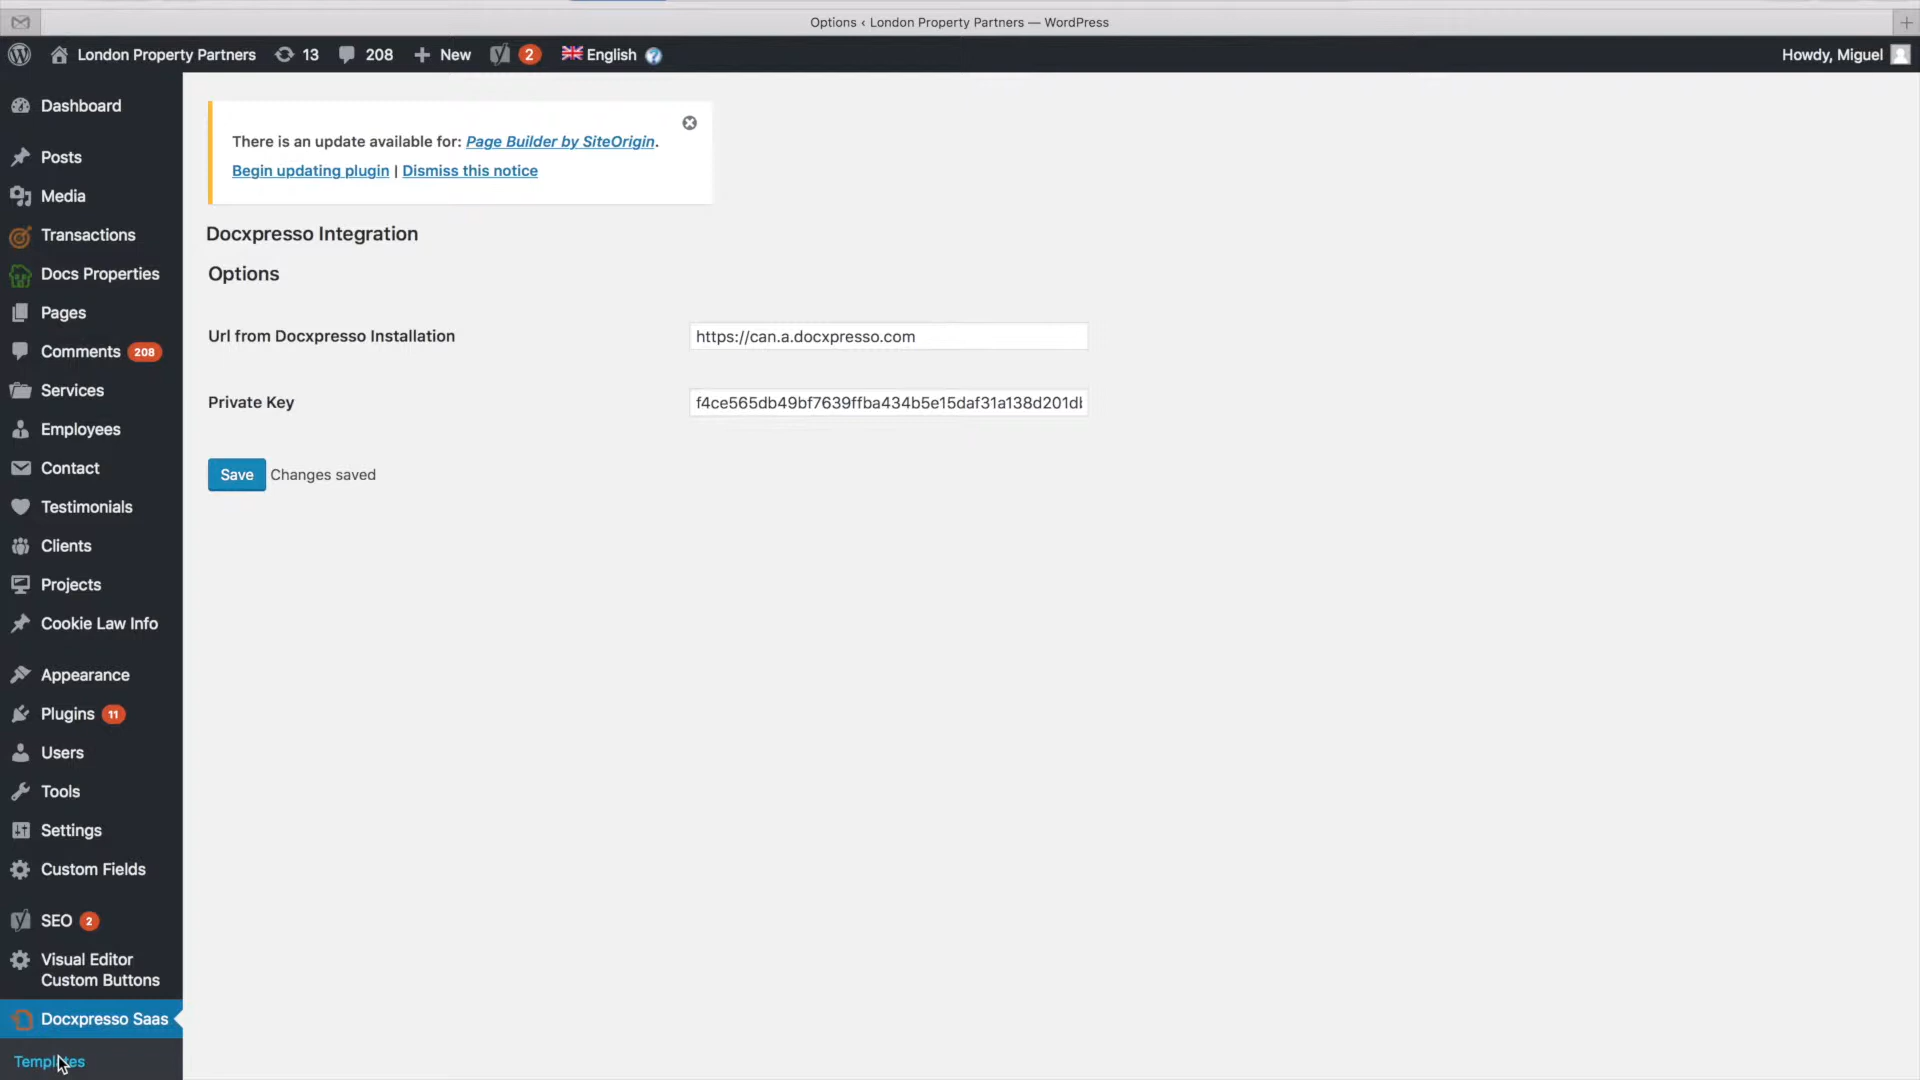 Options ‹ London Property Partners — WordPress
London Property Partners 13 208 New 2 English Howdy, Miguel
Dashboard
Posts
Media
Transactions
Docs Properties
Pages
Comments 208
Services
Employees
Contact
Testimonials
Clients
Projects
Cookie Law Info
Appearance
Plugins 11
Users
Tools
Settings
Custom Fields
SEO 2
Visual Editor
Custom Buttons
Docxpresso Saas
Templates
There is an update available for: Page Builder by SiteOrigin.
Begin updating plugin | Dismiss this notice
Docxpresso Integration
Options
Url from Docxpresso Installation https://can.a.docxpresso.com
Private Key f4ce565db49bf7639ffba434b5e15daf31a138d201d
Save Changes saved